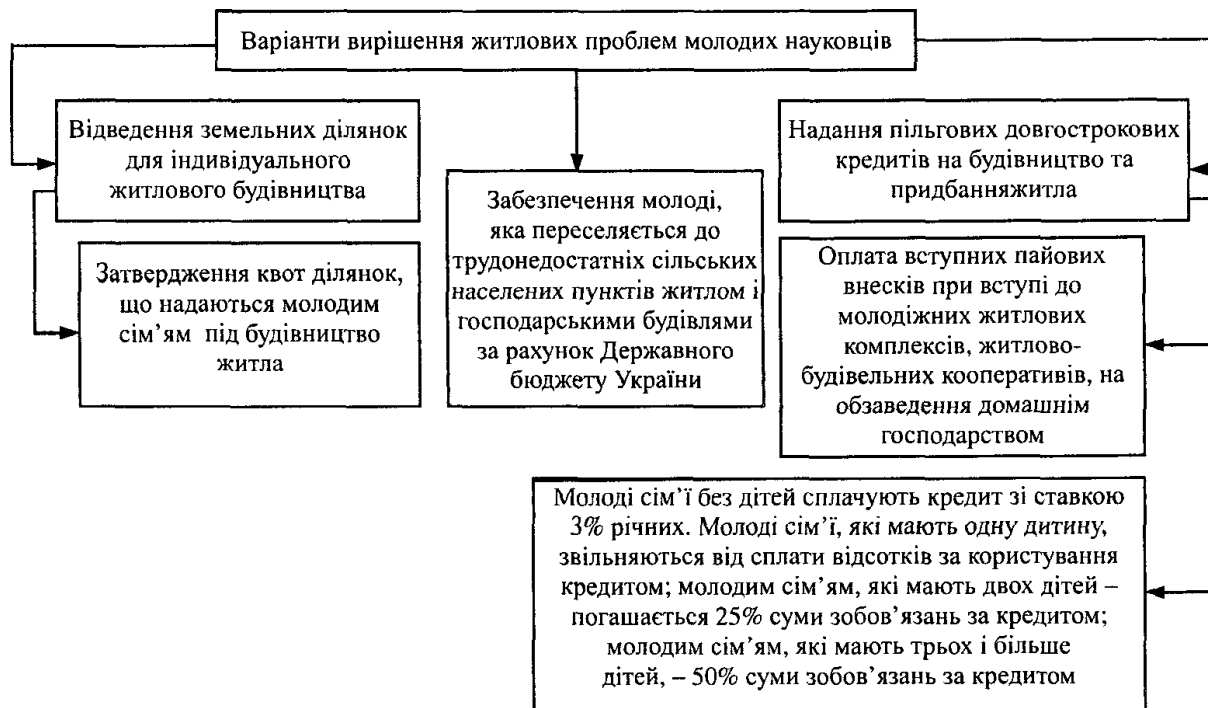 Варіанти вирішення житлових проблем молодих науковців
Відведення земельних ділянок
для індивідуального
житлового будівництва
Затвердження квот ділянок,
що надаються молодим
сім’ям під будівництво
житла
Забезпечення молоді,
яка переселяється до
трудонедостатніх сільських
населених пунктів житлом і
господарськими будівлями
за рахунок Державного
бюджету України
Надання пільгових довгострокових
кредитів на будівництво та
придбанняжитла
Оплата вступних пайових
внесків при вступі до
молодіжних житлових
комплексів, житлово-
будівельних кооперативів, на
обзаведення домашнім
господарством
Молоді сім’ї без дітей сплачують кредит зі ставкою
3% річних. Молоді сім’ї, які мають одну дитину,
звільняються від сплати відсотків за користування
кредитом; молодим сім’ям, які мають двох дітей –
погашається 25% суми зобов’язань за кредитом;
молодим сім’ям, які мають трьох і більше
дітей, – 50% суми зобов’язань за кредитом